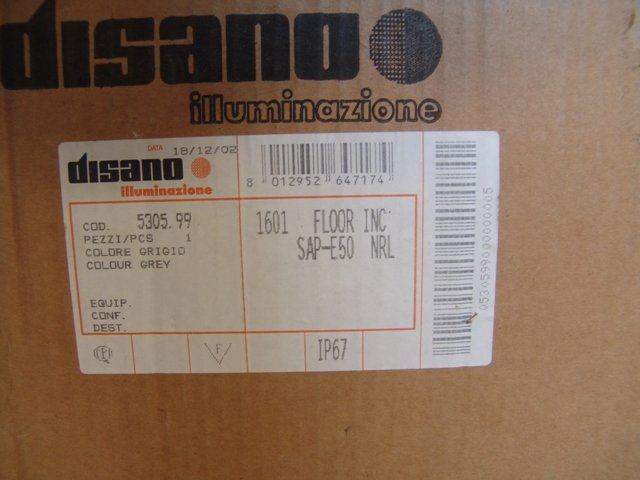 disano
illuminazione
DATA 18/12/02
disano
illuminazione
8 012952 647174
COD. 5305.99
PEZZI/PCS 1
COLORE GRIGIO
COLOUR GREY
EQUIP.
CONF.
DEST.
1601 FLOOR INC
SAP-E50 NRL
F
IP67